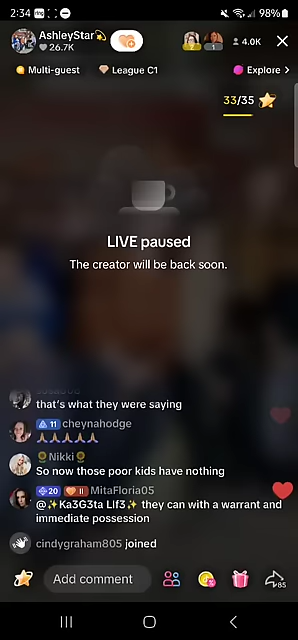 2:34
98%
AshleyStar💫
26.7K
4.0K
Multi-guest
League C1
Explore >
33/35
LIVE paused
The creator will be back soon.
that's what they were saying
11 cheynahodge
🙏🏽🙏🏽🙏🏽🙏🏽🙏🏽
🌻Nikki🌻
So now those poor kids have nothing
20 II MitaFloria05
@✨Ka3G3ta LIf3✨ they can with a warrant and
immediate possession
cindygraham805 joined
Add comment
85